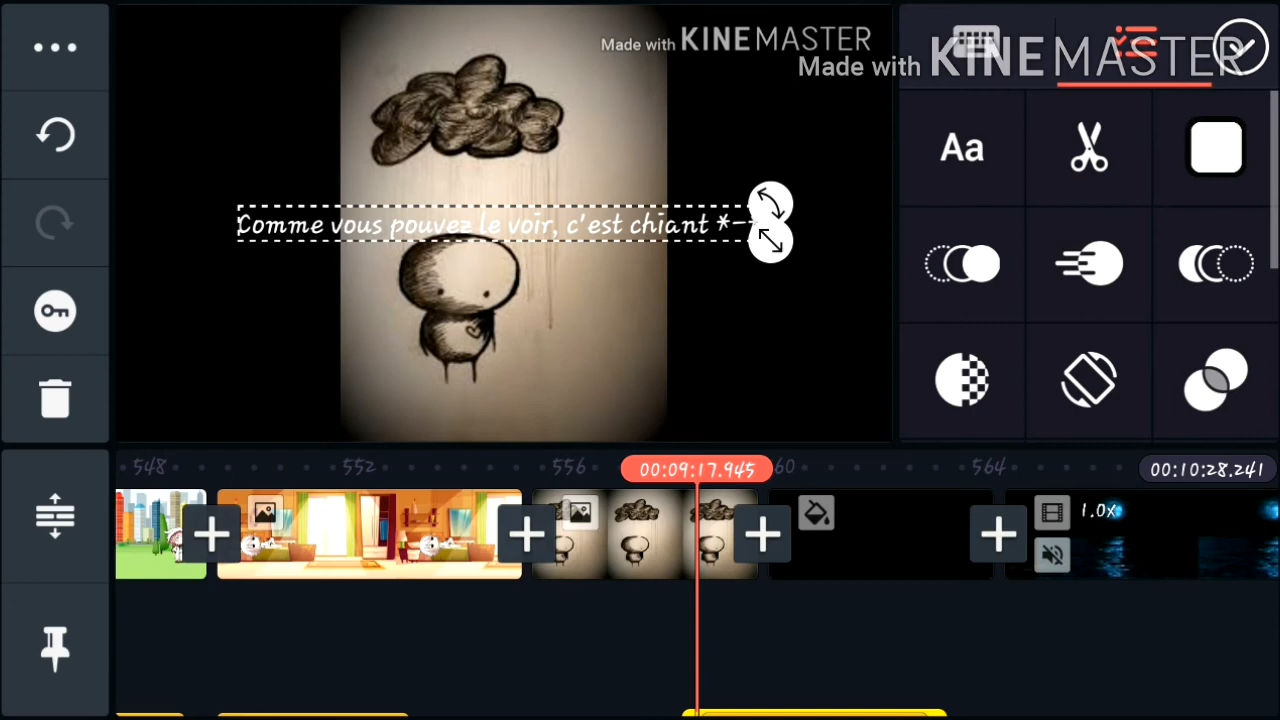 Made with KINEMASTER
Made with KINEMASTER
Aa
Comme vous pouvez le voir, c'est chiant *-
548
552
556
00:09:17.945
60
564
00:10:28.241
1.0x